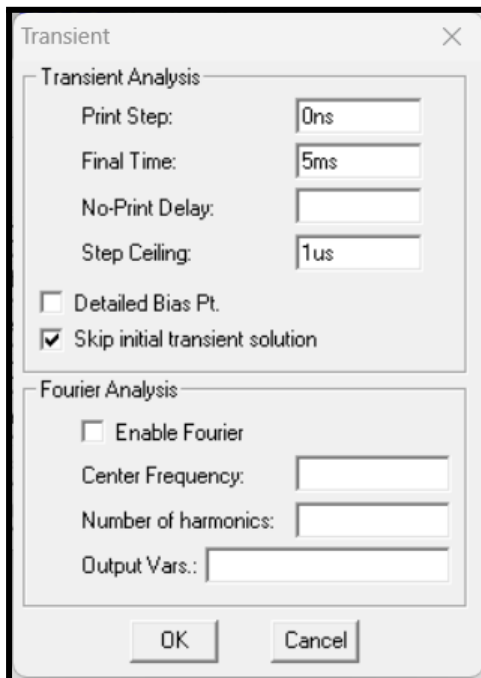 Transient
Transient Analysis
Print Step: 0ns
Final Time: 5ms
No-Print Delay:
Step Ceiling: 1us
Detailed Bias Pt.
Skip initial transient solution
Fourier Analysis
Enable Fourier
Center Frequency:
Number of harmonics:
Output Vars.:
OK Cancel